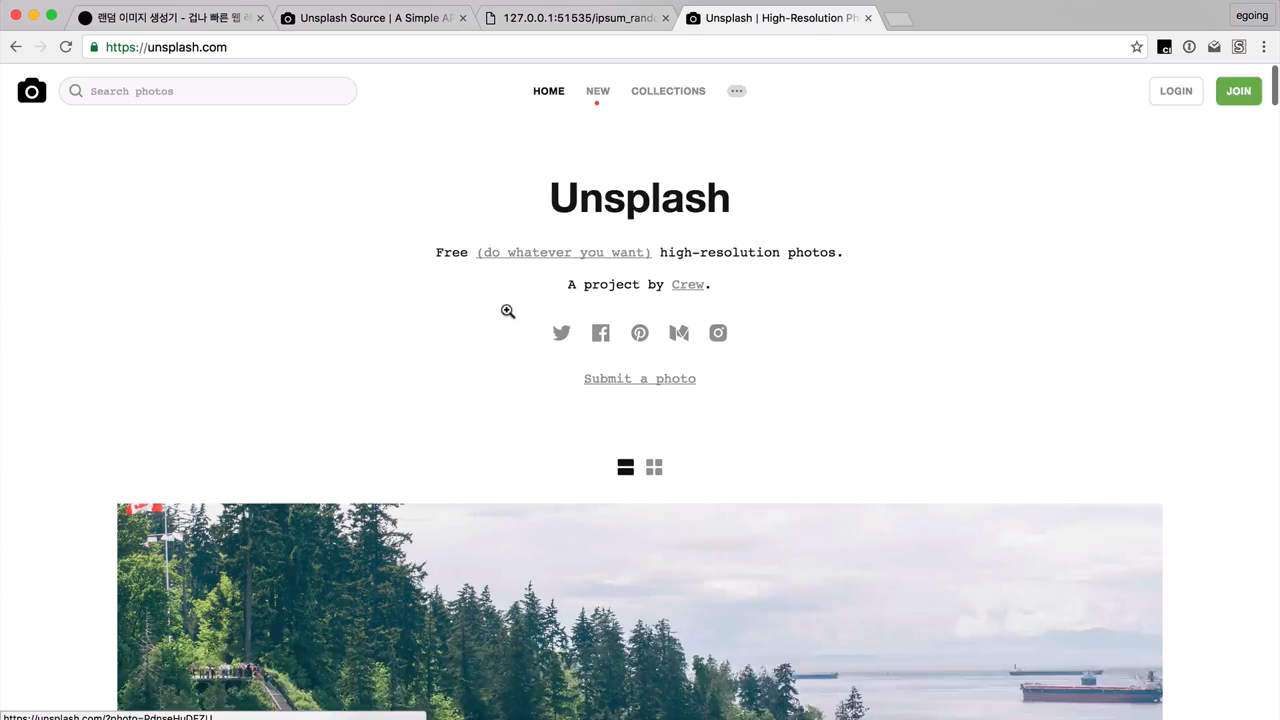 랜덤 이미지 생성기 - 겁나 빠른 웹 레
Unsplash Source | A Simple AP
127.0.0.1:51535/ipsum_rando
Unsplash | High-Resolution Ph
egoing
https://unsplash.com
Search photos
HOME
NEW
COLLECTIONS
LOGIN
JOIN
Unsplash
Free (do whatever you want) high-resolution photos.
A project by Crew.
Submit a photo